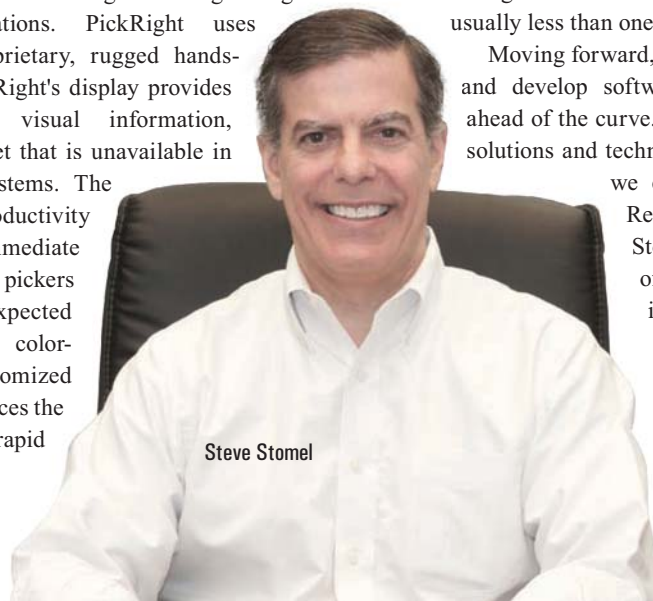 ations. PickRight uses
prietary, rugged hands-
Right's display provides
visual information,
et that is unavailable in
stems. The
oductivity
mmediate
pickers
xpected
color-
omized
ces the
rapid
usually less than one
Moving forward,
and develop softw
ahead of the curve.
solutions and techn
we
Re
St
of
i
Steve Stomel